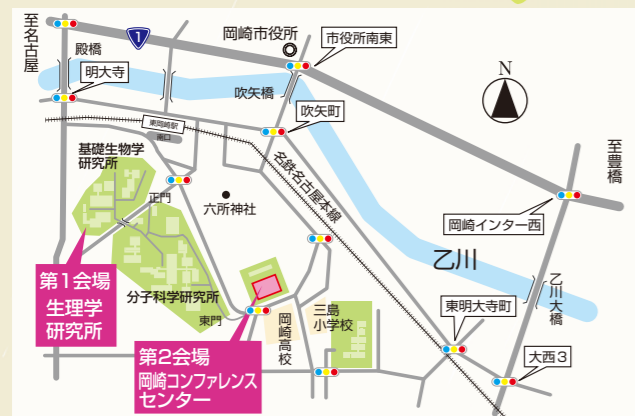 至名古屋
殿橋
1
岡崎市役所
市役所南東
明大寺
吹矢橋
吹矢町
N
至豊橋
東岡崎駅
南口
基礎生物学
研究所
正門
六所神社
名鉄名古屋本線
岡崎インター西
乙川
乙川大橋
第1会場
生理学
研究所
分子科学研究所
東門
岡崎高校
三島
小学校
東明大寺町
大西3
第2会場
岡崎コンファレンス
センター